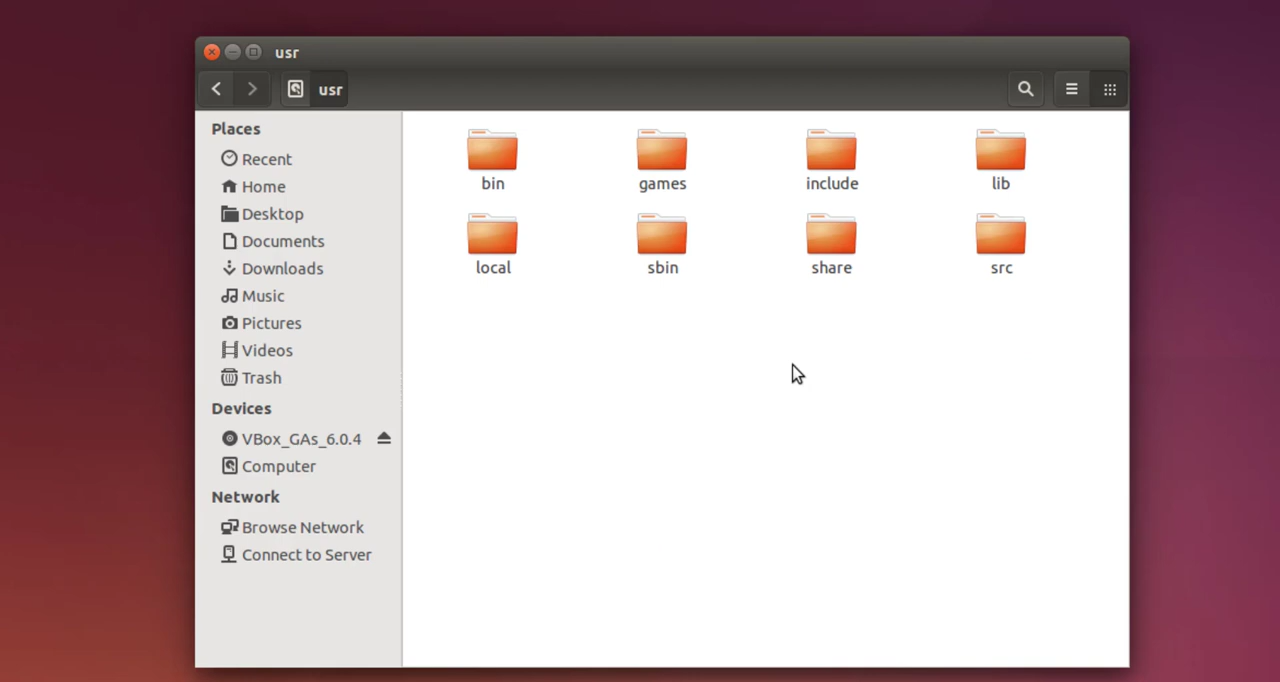 usr
usr
Places
Recent
Home
Desktop
Documents
Downloads
Music
Pictures
Videos
Trash
Devices
VBox_GAs_6.0.4
Computer
Network
Browse Network
Connect to Server
bin games include lib
local sbin share src